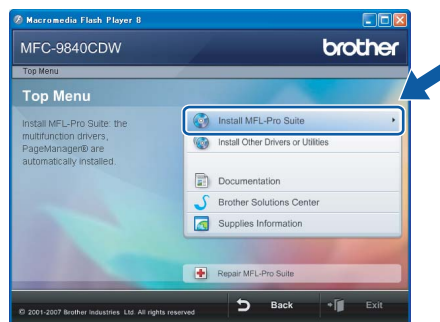 Macromedia Flash Player 8
MFC-9840CDW
brother
Top Menu
Top Menu
Install MFL-Pro Suite: the
multifunction drivers,
PageManager® are
automatically installed.
Install MFL-Pro Suite
Install Other Drivers or Utilities
Documentation
Brother Solutions Center
Supplies Information
Repair MFL-Pro Suite
© 2001-2007 Brother Industries Ltd. All rights reserved
Back
Exit